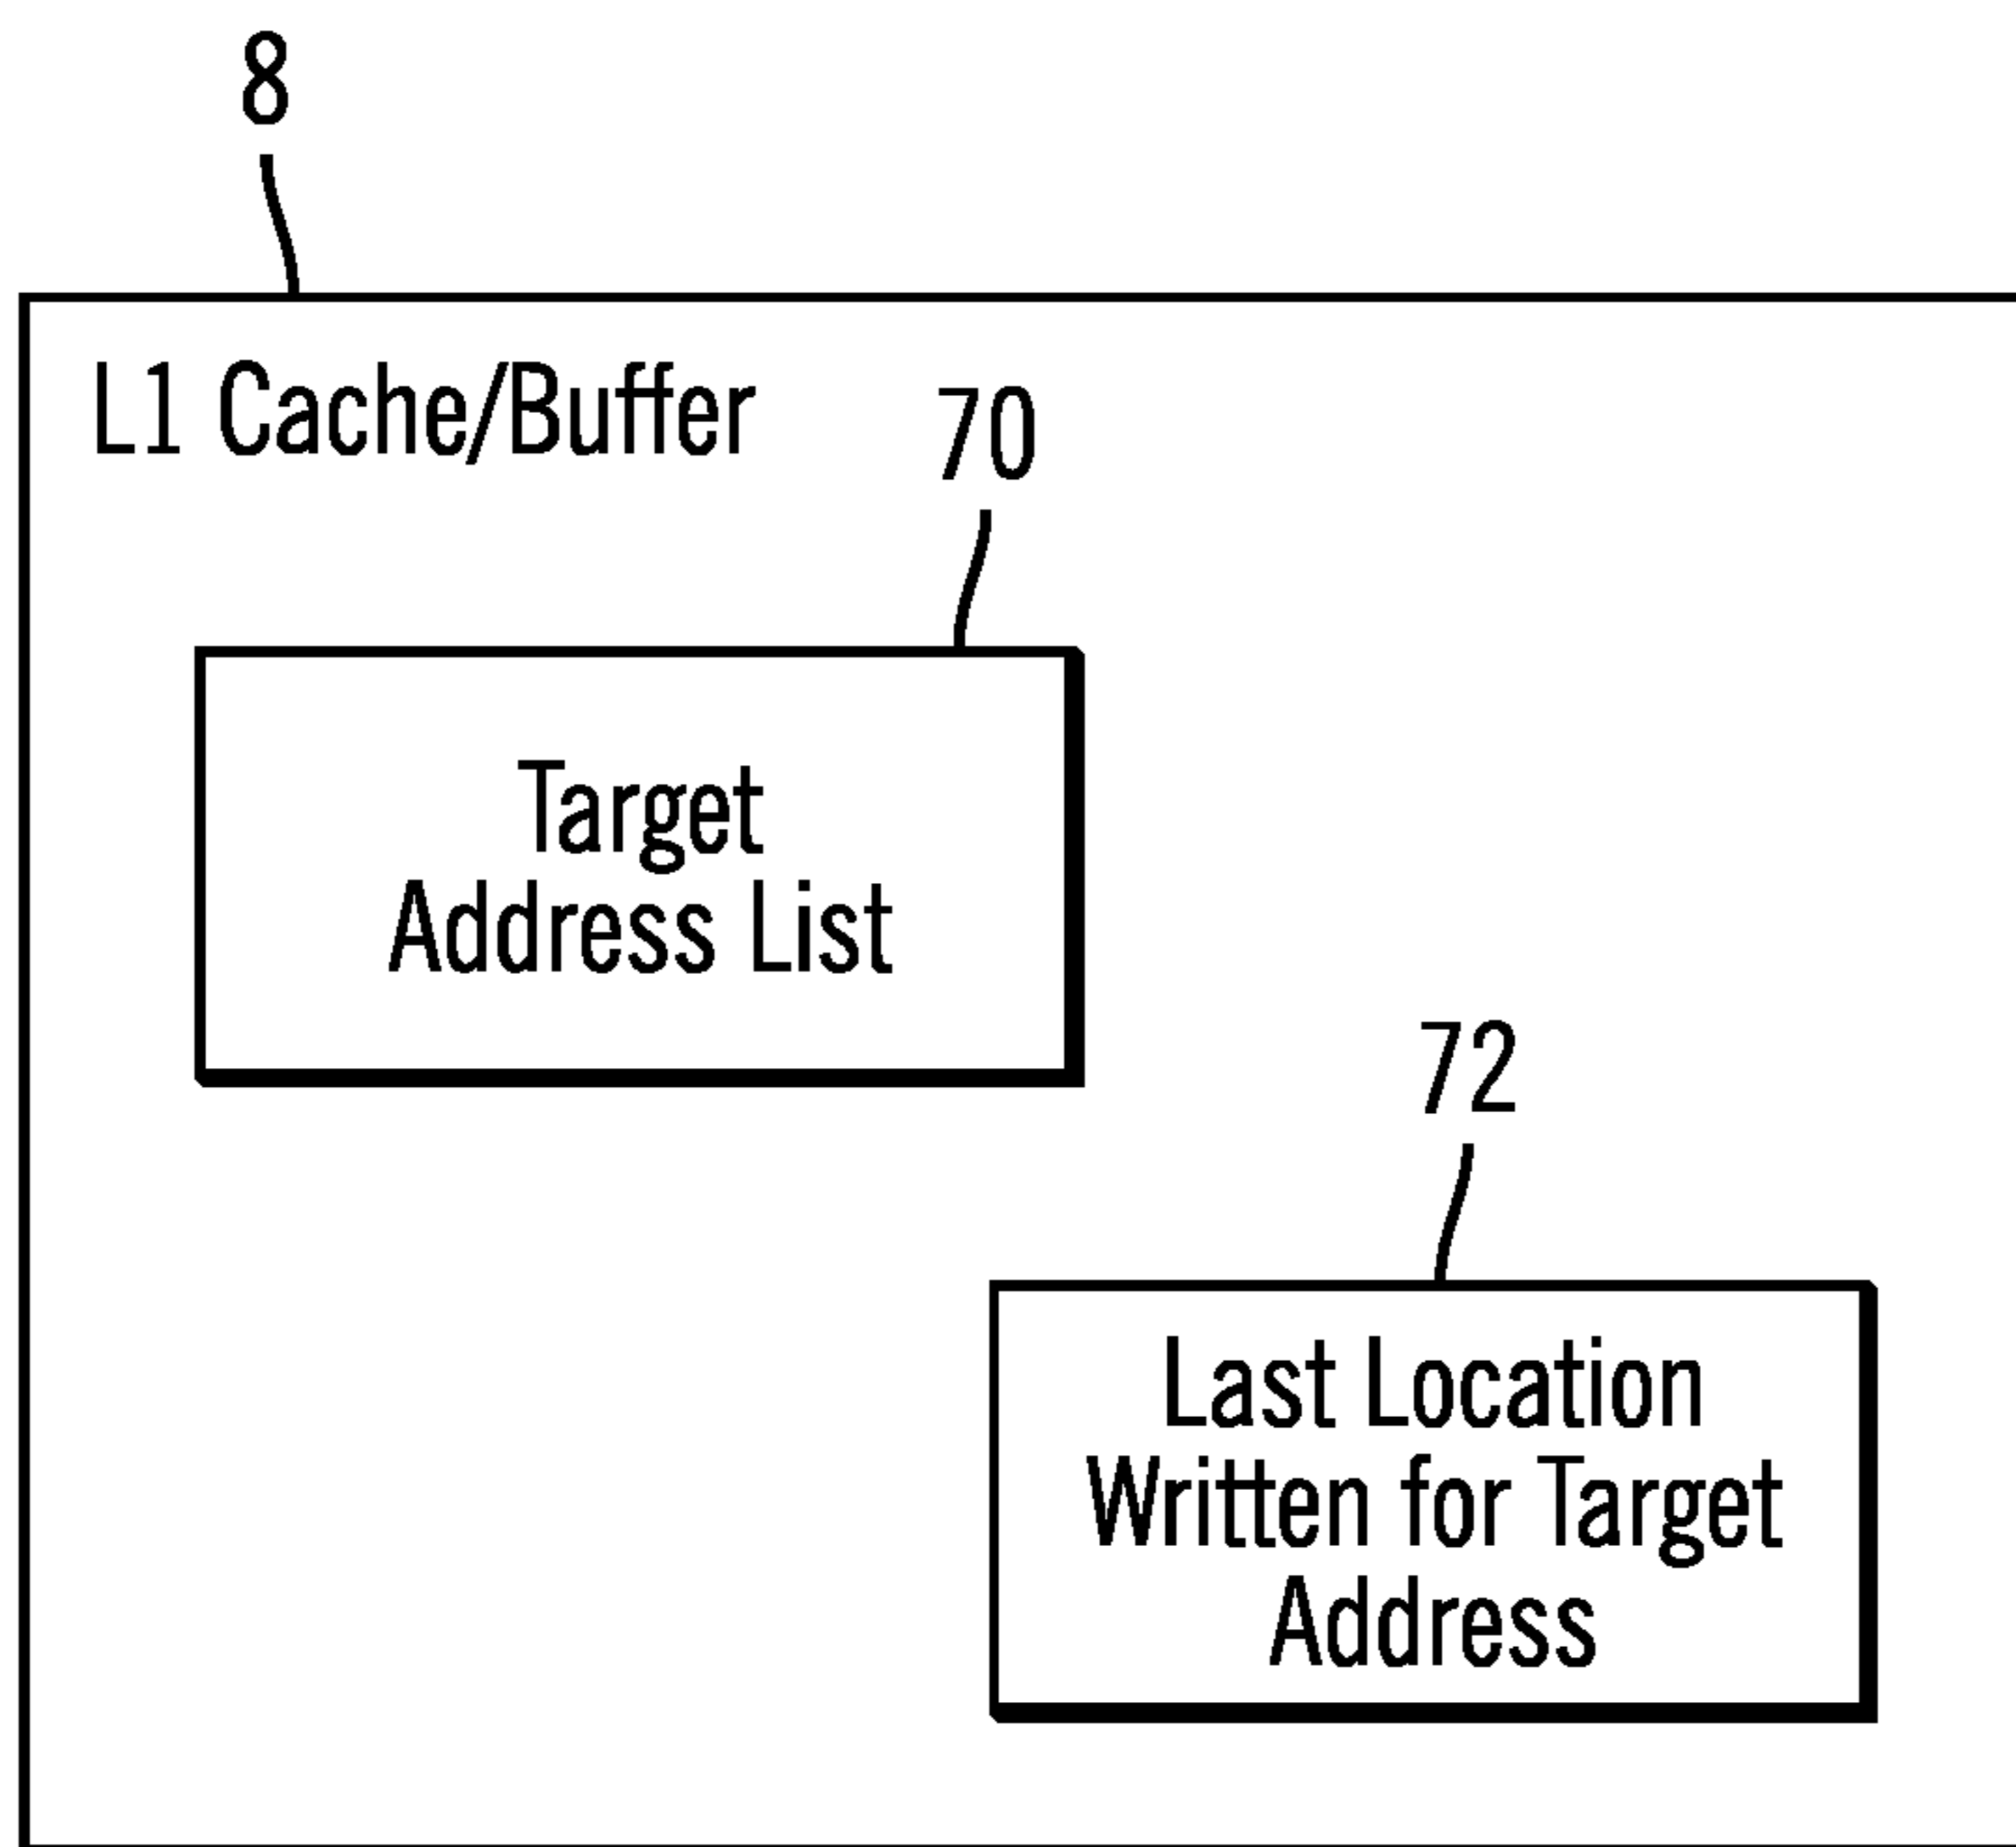 8
L1 Cache/Buffer
70
Target
Address List
72
Last Location
Written for Target
Address